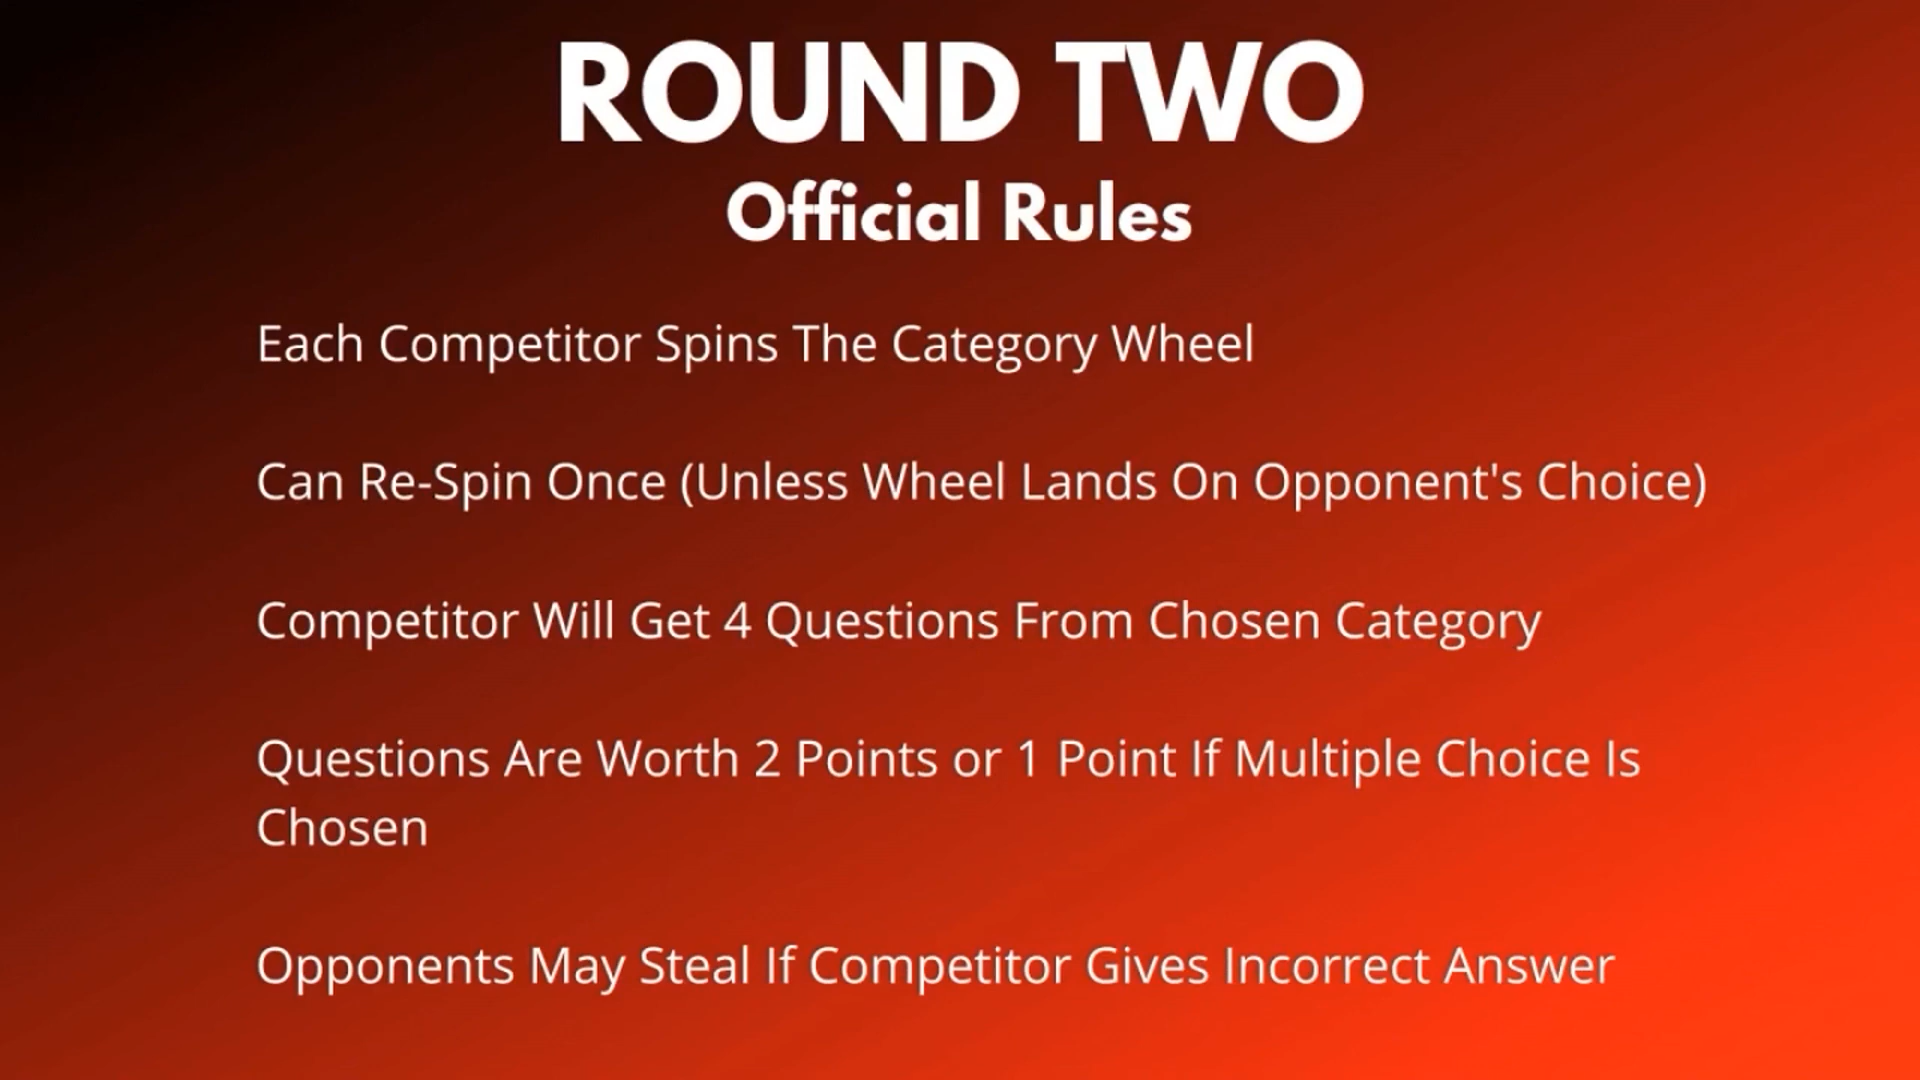 ROUND TWO
Official Rules
Each Competitor Spins The Category Wheel
Can Re-Spin Once (Unless Wheel Lands On Opponent's Choice)
Competitor Will Get 4 Questions From Chosen Category
Questions Are Worth 2 Points or 1 Point If Multiple Choice Is
Chosen
Opponents May Steal If Competitor Gives Incorrect Answer